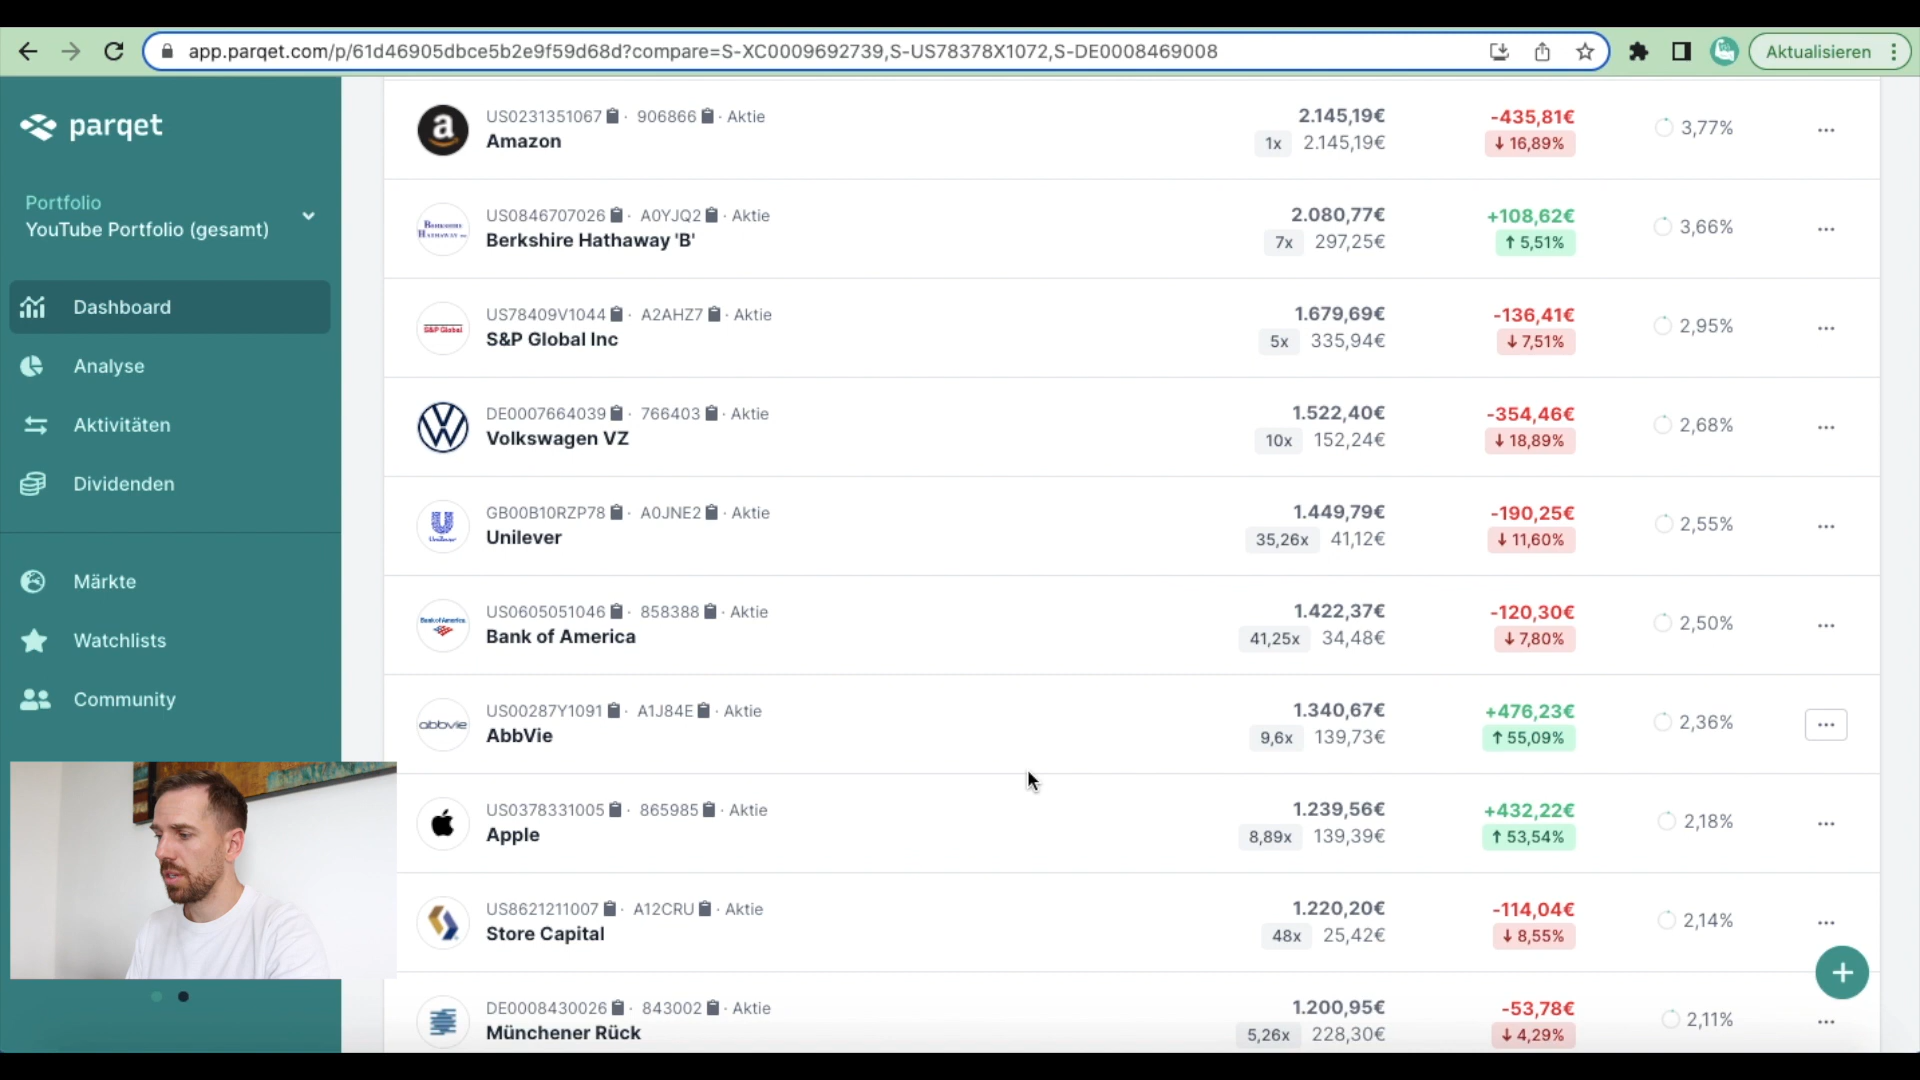 app.parqet.com/p/61d46905dbce5b2e9f59d68d?compare=S-XC0009692739,S-US78378X1072,S-DE0008469008
Aktualisieren
parqet
Portfolio
YouTube Portfolio (gesamt)
Dashboard
Analyse
Aktivitäten
Dividenden
Märkte
Watchlists
Community
a
US0231351067 · 906866 · Aktie
Amazon
2.145,19€
1x 2.145,19€
-435,81€
↓ 16,89%
3,77%
...
Berkshire
Hathaway INC
US0846707026 · A0YJQ2 · Aktie
Berkshire Hathaway 'B'
2.080,77€
7x 297,25€
+108,62€
↑ 5,51%
3,66%
...
S&P Global
US78409V1044 · A2AHZ7 · Aktie
S&P Global Inc
1.679,69€
5x 335,94€
-136,41€
↓ 7,51%
2,95%
...
DE0007664039 · 766403 · Aktie
Volkswagen VZ
1.522,40€
10x 152,24€
-354,46€
↓ 18,89%
2,68%
...
Unilever
GB00B10RZP78 · A0JNE2 · Aktie
Unilever
1.449,79€
35,26x 41,12€
-190,25€
↓ 11,60%
2,55%
...
Bank of America
US0605051046 · 858388 · Aktie
Bank of America
1.422,37€
41,25x 34,48€
-120,30€
↓ 7,80%
2,50%
...
abbvie
US00287Y1091 · A1J84E · Aktie
AbbVie
1.340,67€
9,6x 139,73€
+476,23€
↑ 55,09%
2,36%
...
US0378331005 · 865985 · Aktie
Apple
1.239,56€
8,89x 139,39€
+432,22€
↑ 53,54%
2,18%
...
US8621211007 · A12CRU · Aktie
Store Capital
1.220,20€
48x 25,42€
-114,04€
↓ 8,55%
2,14%
...
DE0008430026 · 843002 · Aktie
Münchener Rück
1.200,95€
5,26x 228,30€
-53,78€
↓ 4,29%
2,11%
...